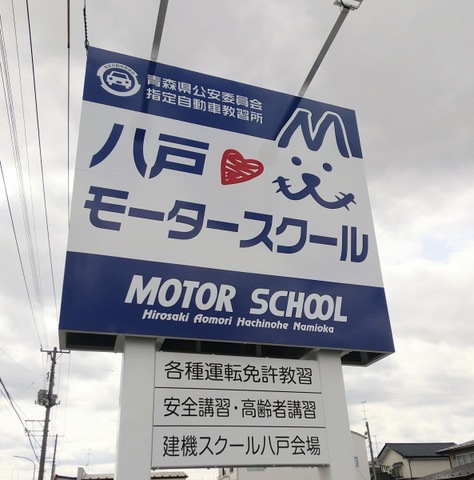 青森県公安委員会
指定自動車教習所
八戸
モータースクール
MOTOR SCHOOL
Hirosaki Aomori Hachinohe Namioka
各種運転免許教習
安全講習・高齢者講習
建機スクール八戸会場